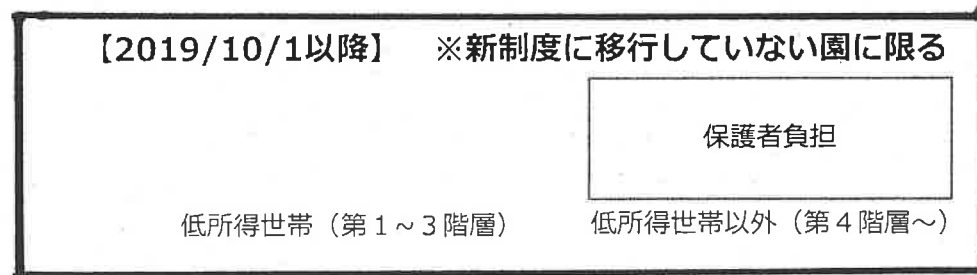 【2019/10/1以降】　※新制度に移行していない園に限る
保護者負担
低所得世帯（第１～３階層）
低所得世帯以外（第４階層～）